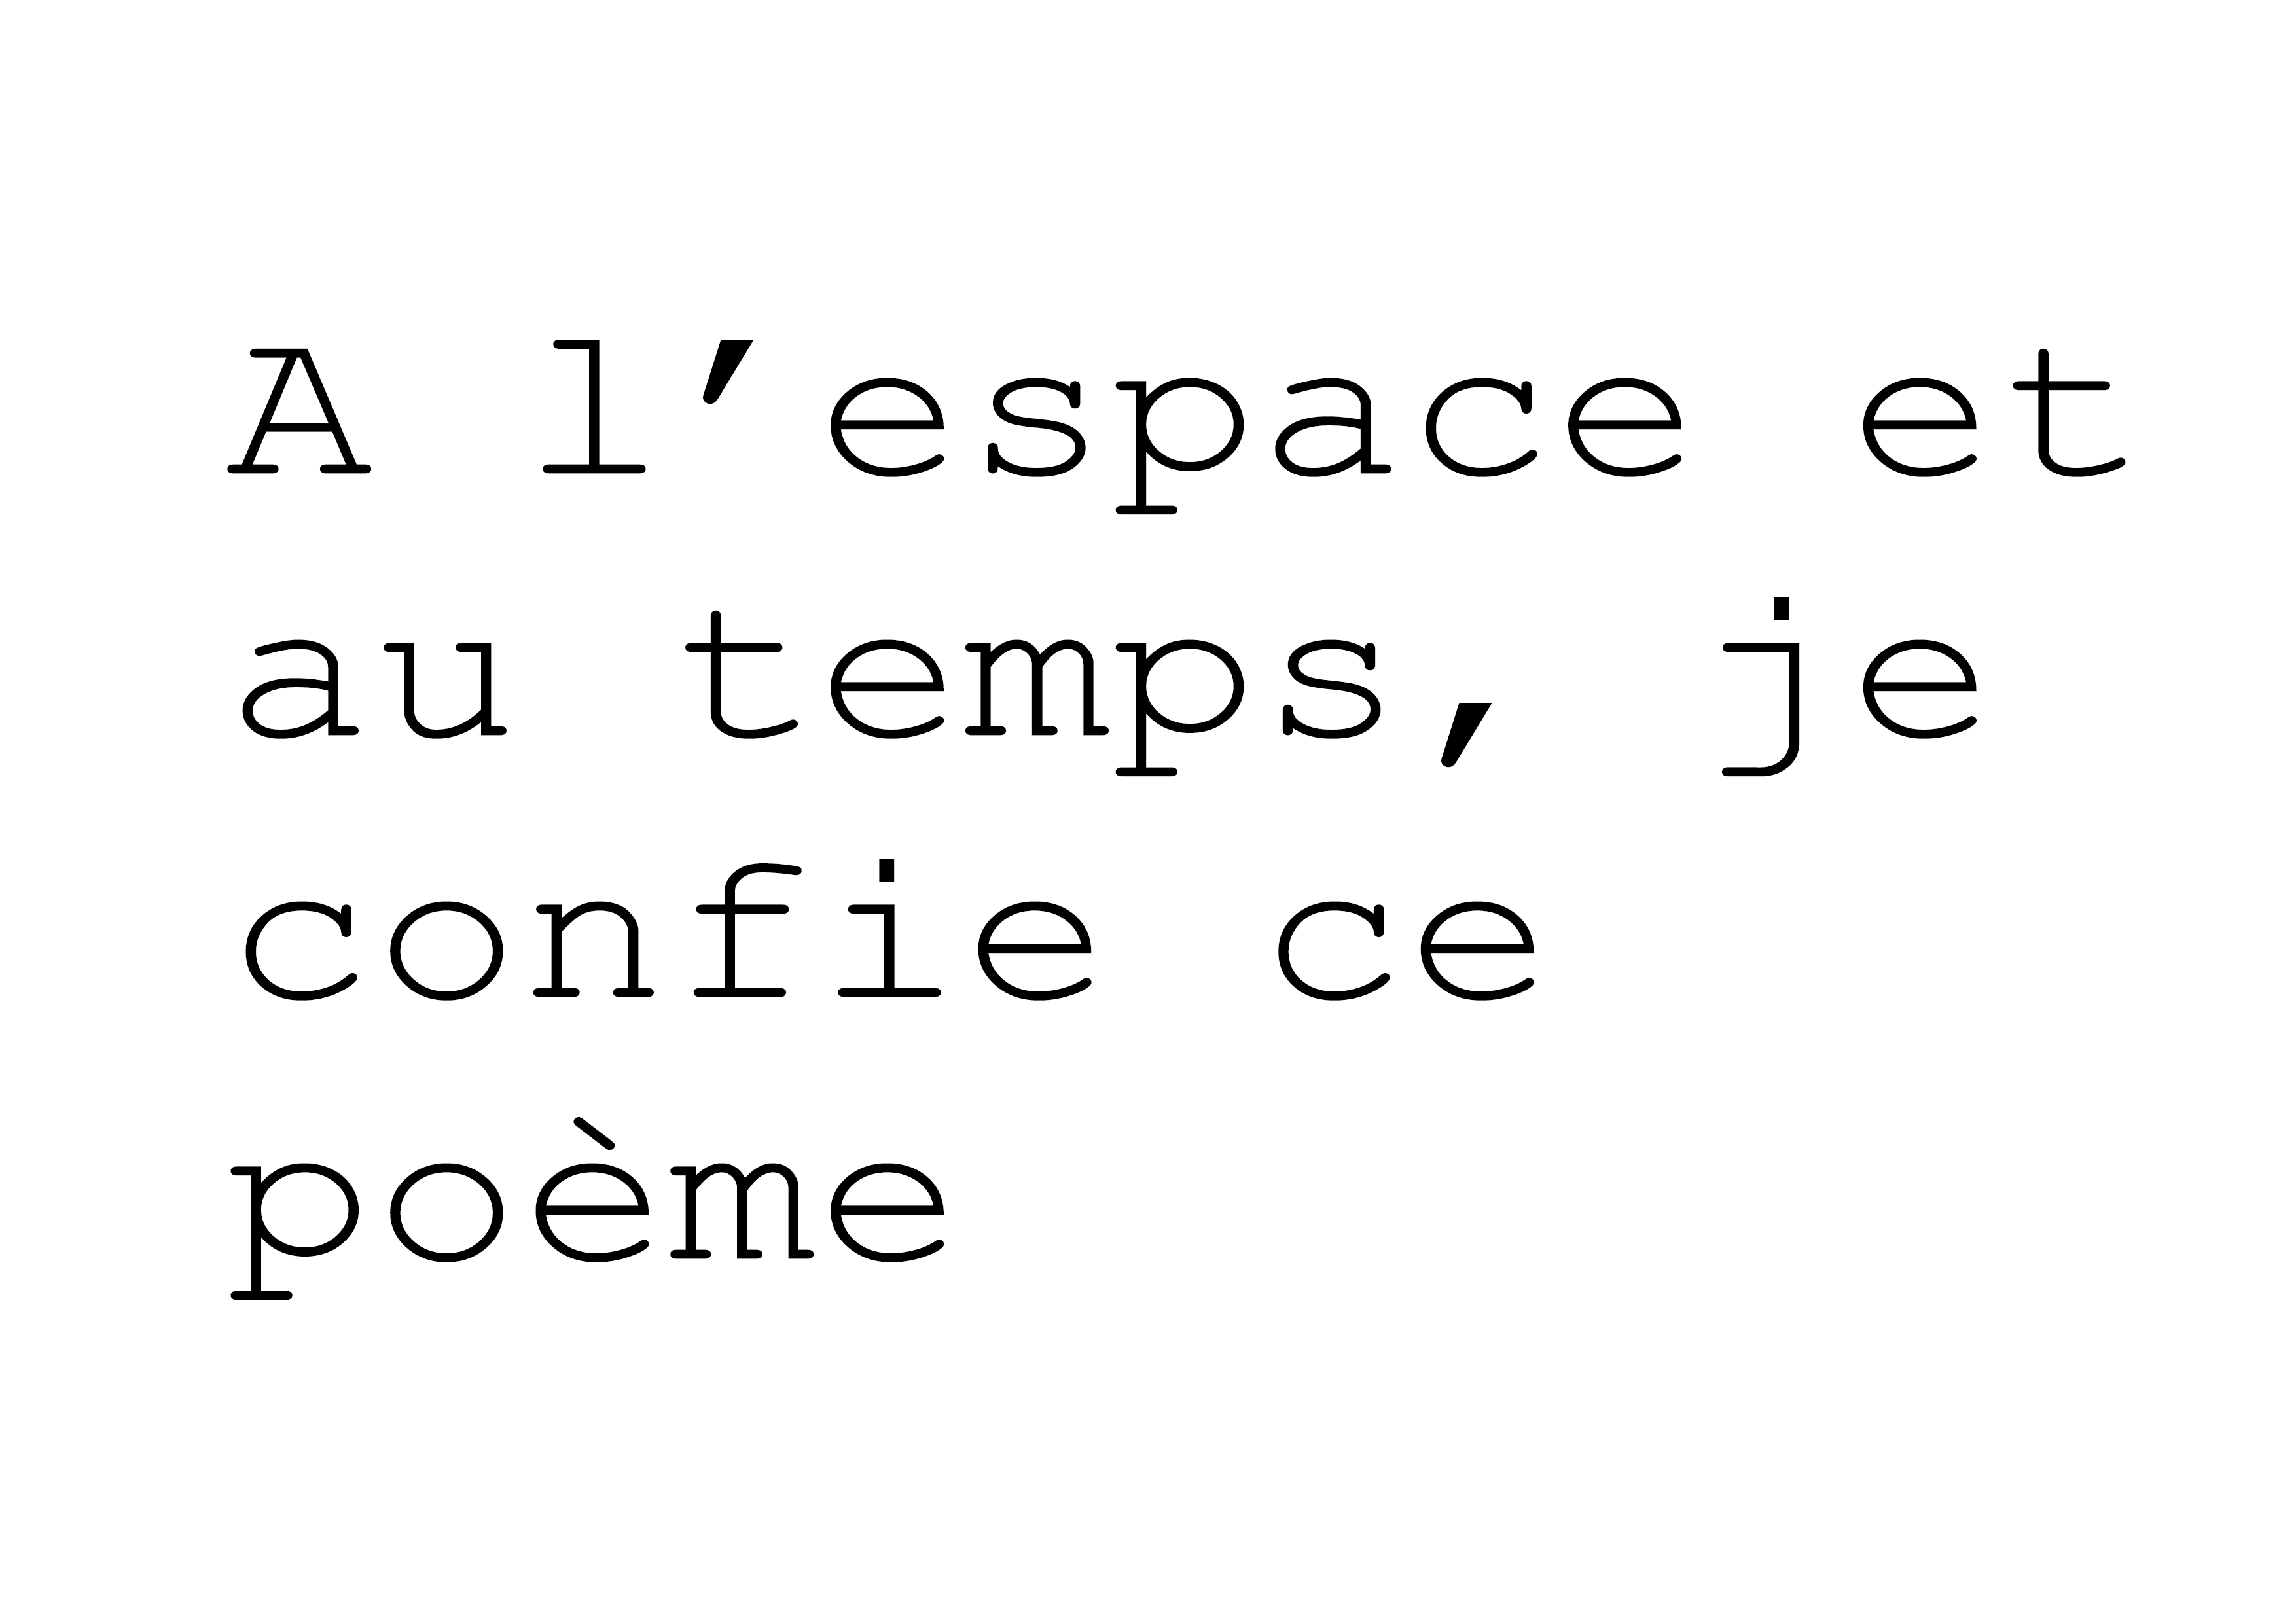 A l’espace et
au temps, je
confie ce
poème